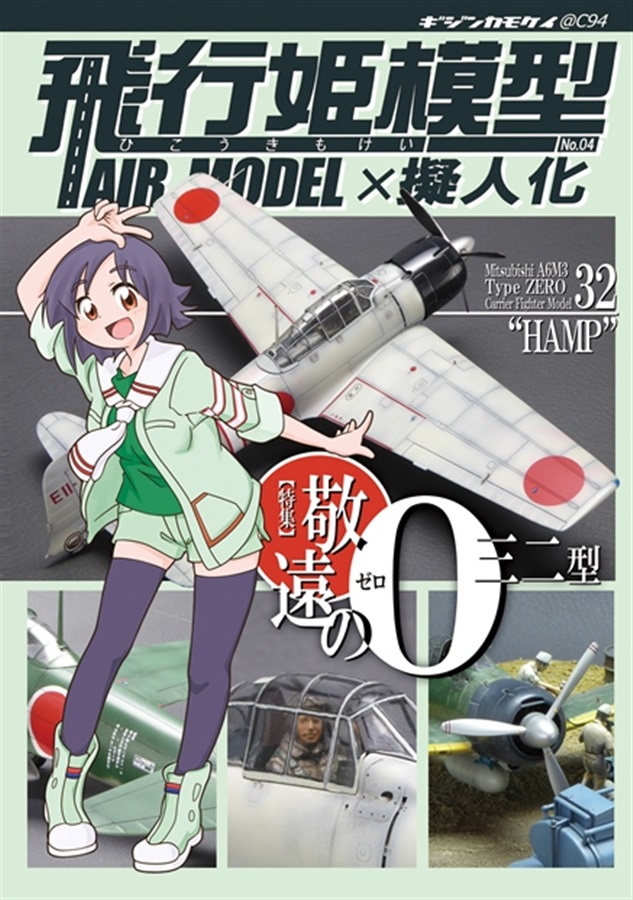 ギジンカモケイ@C94
飛行姫模型
ひこうきもけい
No.04
AIR MODEL×擬人化
Mitsubishi A6M3
Type ZERO
Carrier Fighter Model 32
“HAMP”
【特集】
敬遠の
0
ゼロ
三二型
EII-